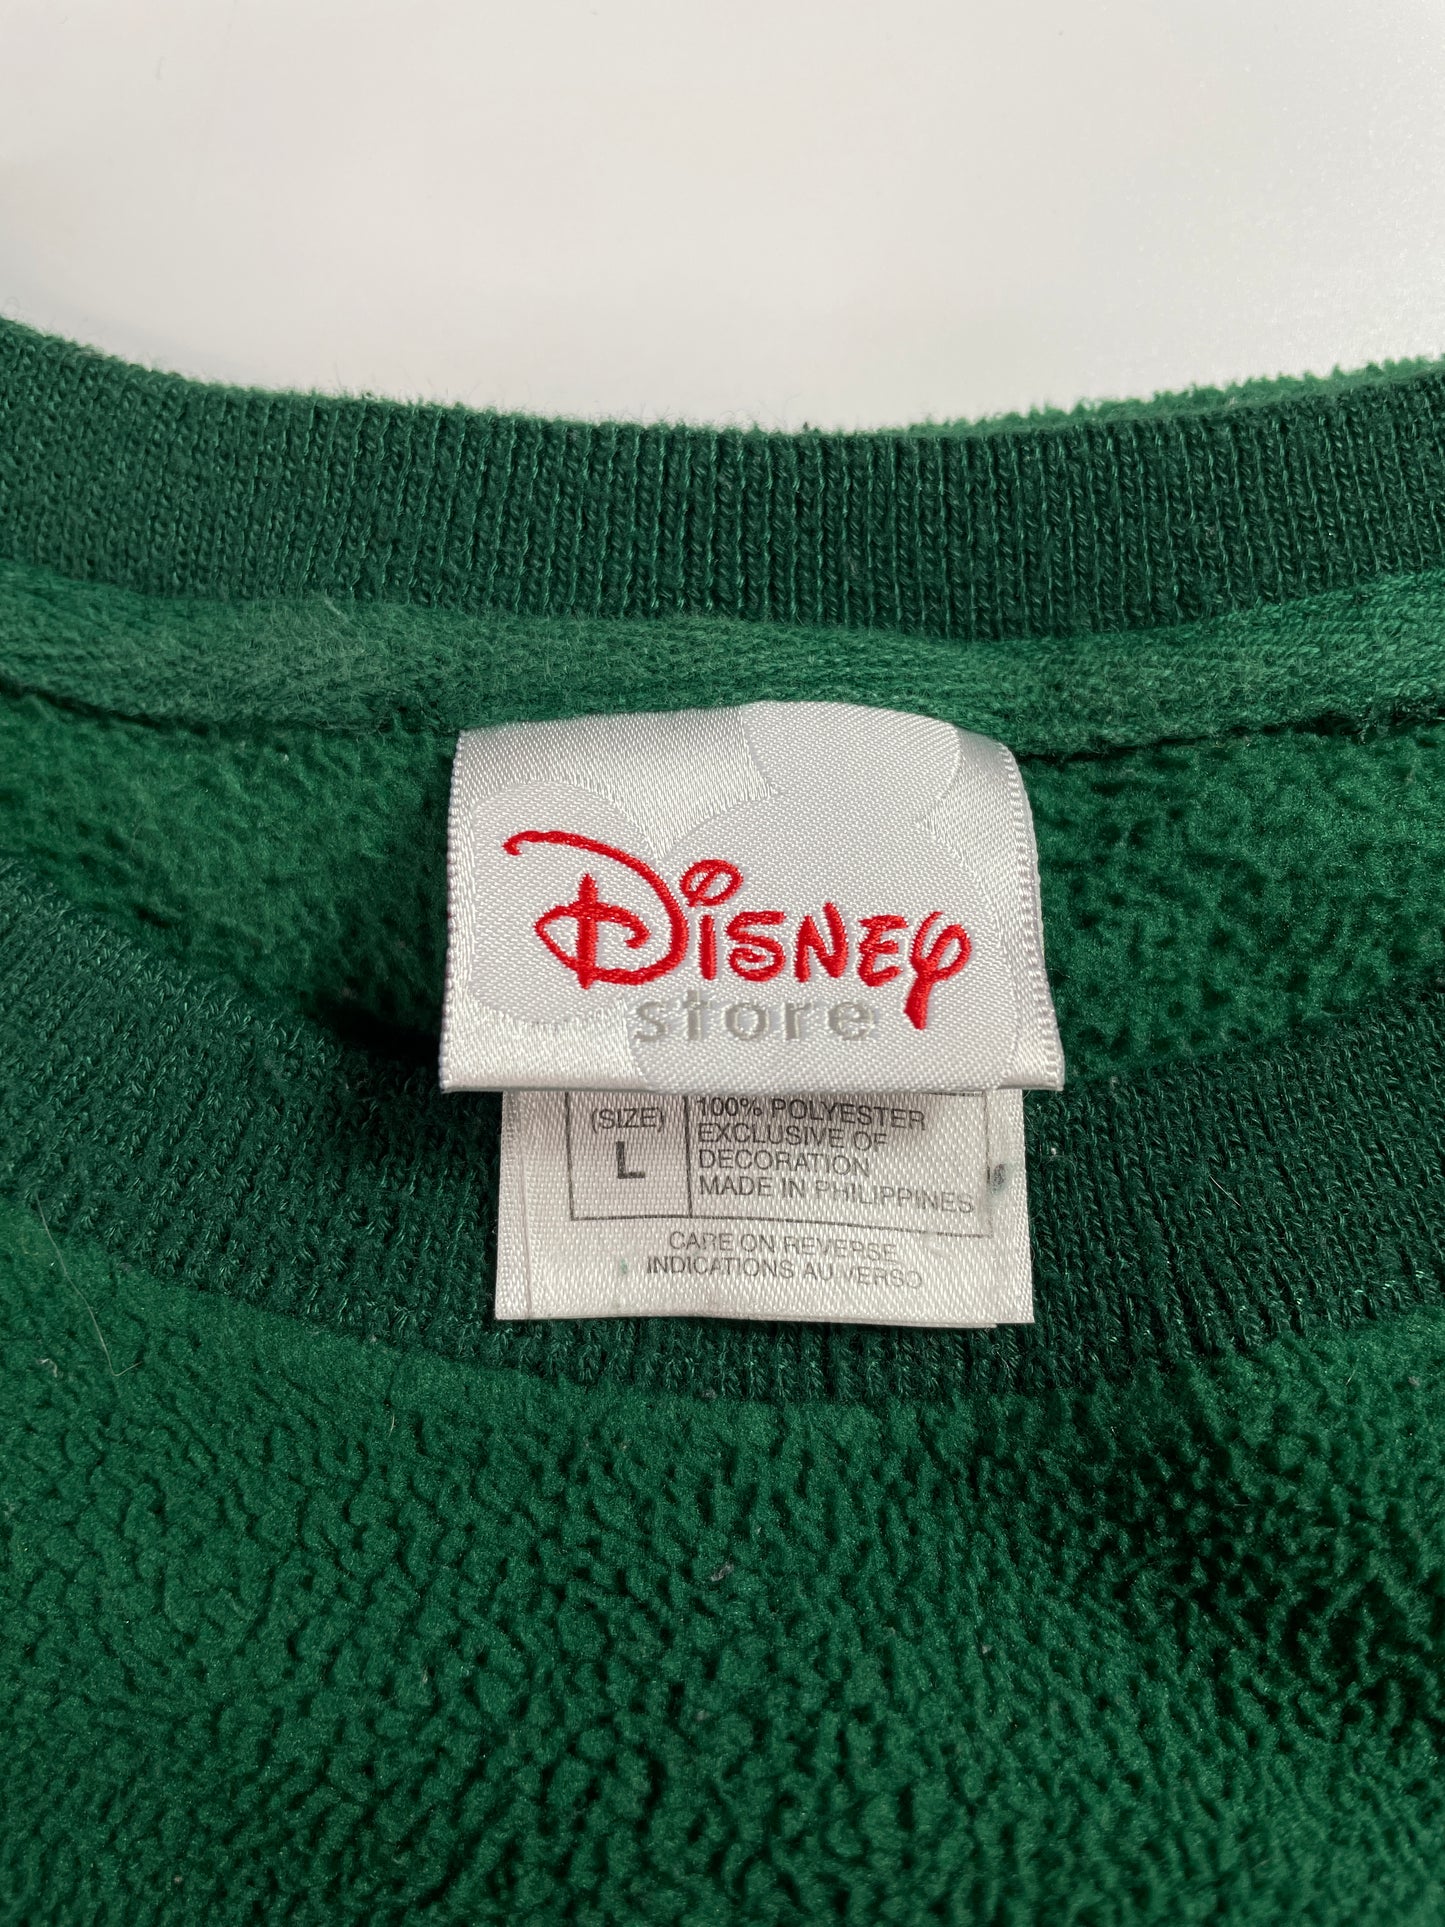 Disney
store
(SIZE)
L
100% POLYESTER
EXCLUSIVE OF
DECORATION
MADE IN PHILIPPINES
CARE ON REVERSE
INDICATIONS AU VERSO